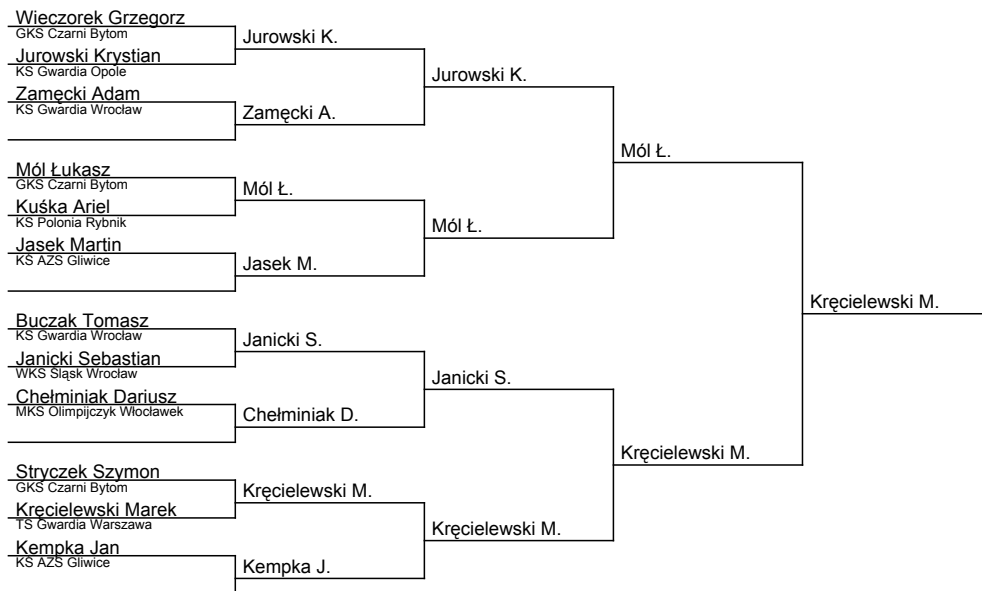 Wieczorek Grzegorz
GKS Czarni Bytom
Jurowski K.
Jurowski Krystian
KS Gwardia Opole
Jurowski K.
Zamęcki Adam
KS Gwardia Wrocław
Zamęcki A.
Mól Ł.
Mól Łukasz
GKS Czarni Bytom
Mól Ł.
Kuśka Ariel
KS Polonia Rybnik
Mól Ł.
Jasek Martin
KS AZS Gliwice
Jasek M.
Kręcielewski M.
Buczak Tomasz
KS Gwardia Wrocław
Janicki S.
Janicki Sebastian
WKS Śląsk Wrocław
Janicki S.
Chełminiak Dariusz
MKS Olimpijczyk Włocławek
Chełminiak D.
Kręcielewski M.
Stryczek Szymon
GKS Czarni Bytom
Kręcielewski M.
Kręcielewski Marek
TS Gwardia Warszawa
Kręcielewski M.
Kempka Jan
KS AZS Gliwice
Kempka J.